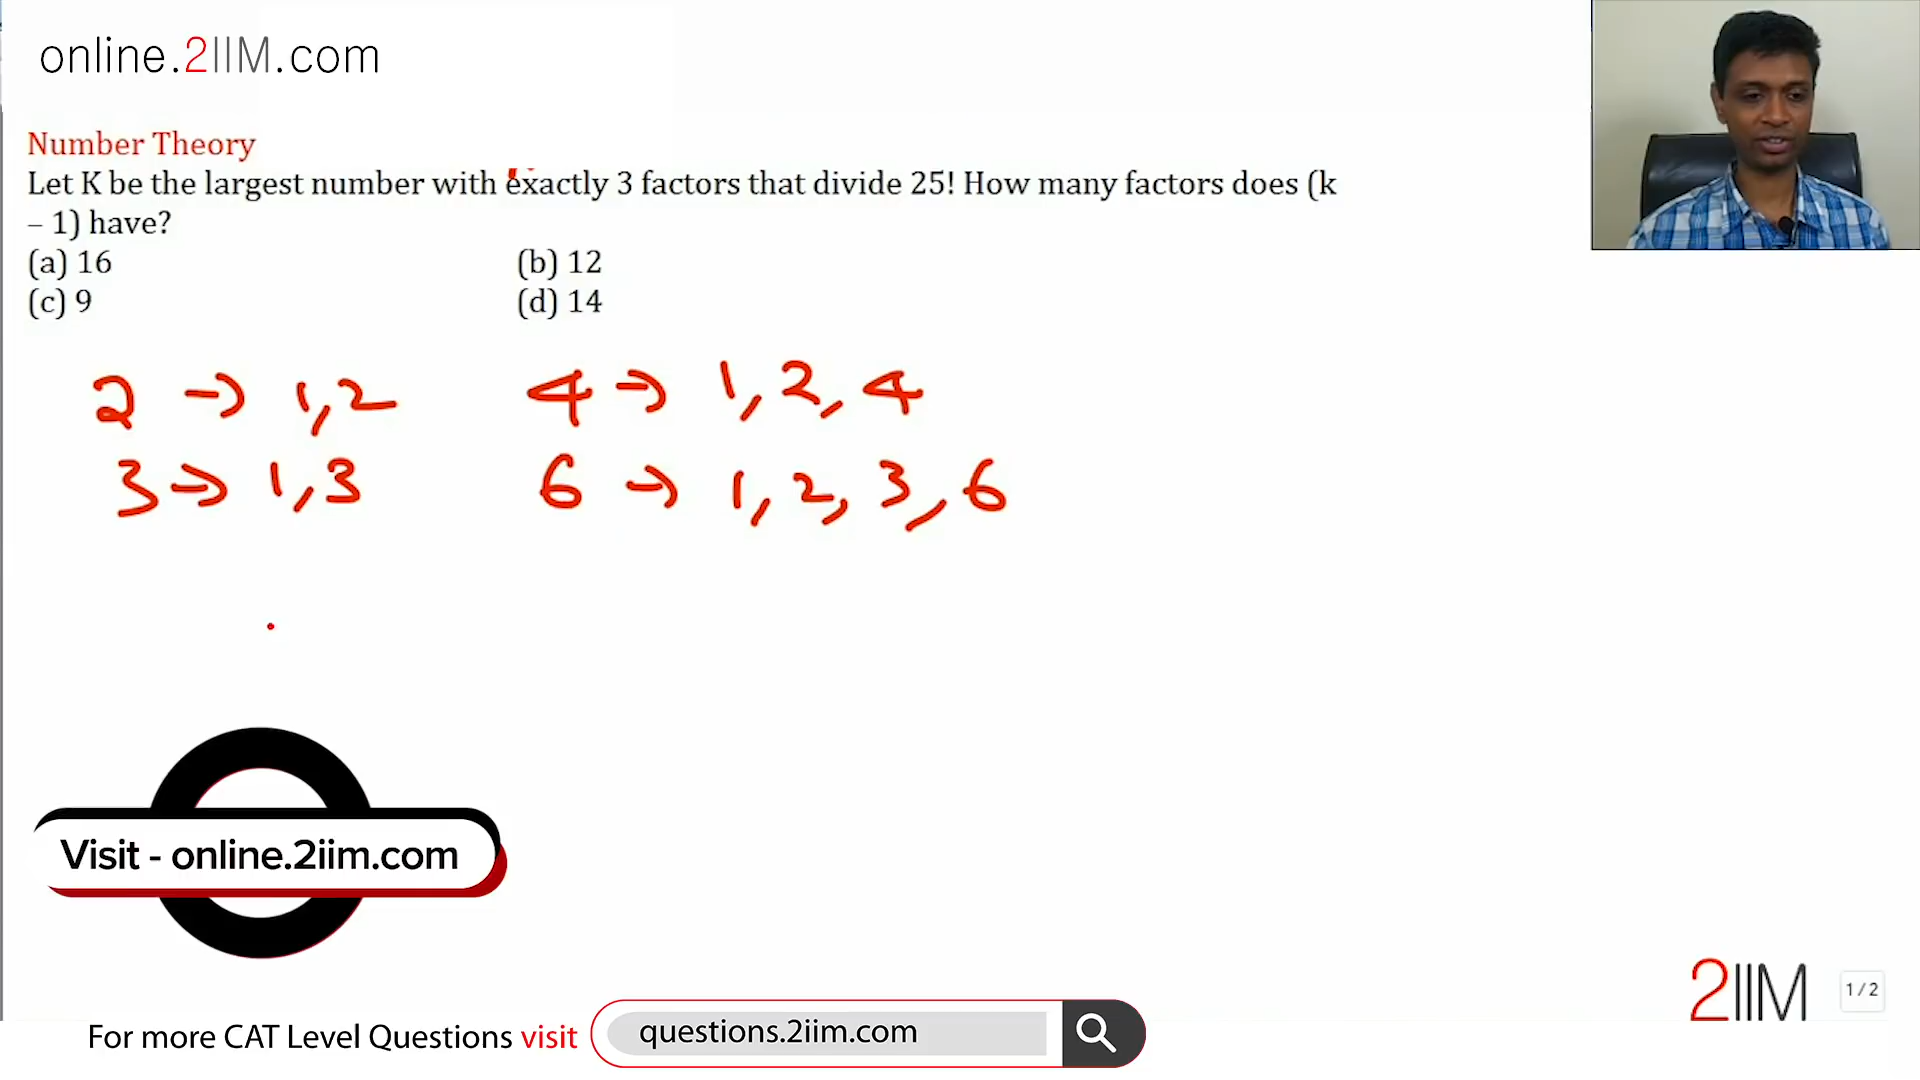 online.2IIM.com
Number Theory
Let K be the largest number with exactly 3 factors that divide 25! How many factors does (k
– 1) have?
(a) 16 (b) 12
(c) 9 (d) 14
2 → 1,2 4 → 1, 2, 4
3 → 1,3 6 → 1, 2, 3, 6
Visit - online.2iim.com
2IIM 1 / 2
For more CAT Level Questions visit questions.2iim.com